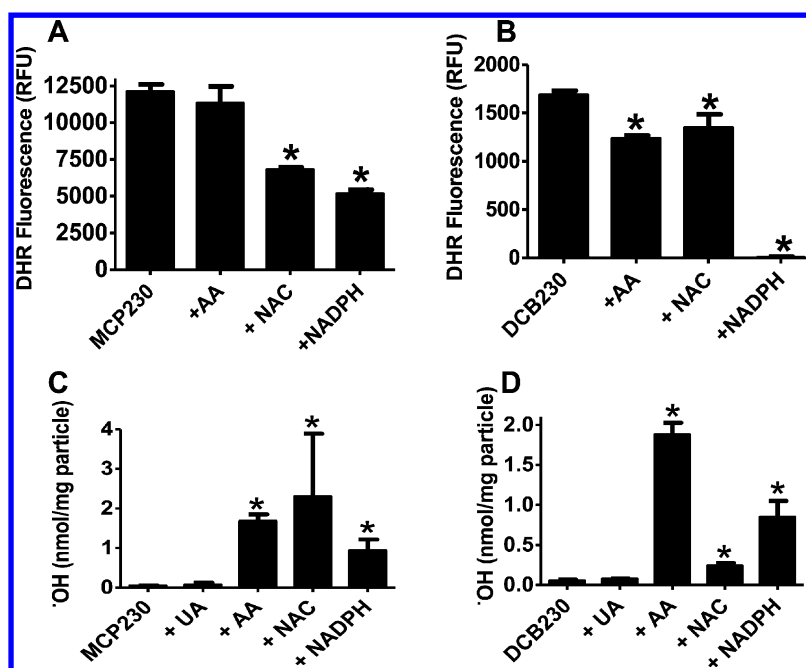 A
DHR Fluorescence (RFU)
12500
10000
7500
5000
2500
0
*
*
MCP230
+AA
+ NAC
+NADPH
B
DHR Fluorescence (RFU)
2000
1500
1000
500
0
*
*
*
DCB230
+AA
+ NAC
+NADPH
C
˙OH (nmol/mg particle)
4
3
2
1
0
*
*
*
MCP230
+ UA
+ AA
+ NAC
+ NADPH
D
˙OH (nmol/mg particle)
2.0
1.5
1.0
0.5
0.0
*
*
*
DCB230
+ UA
+ AA
+ NAC
+ NADPH